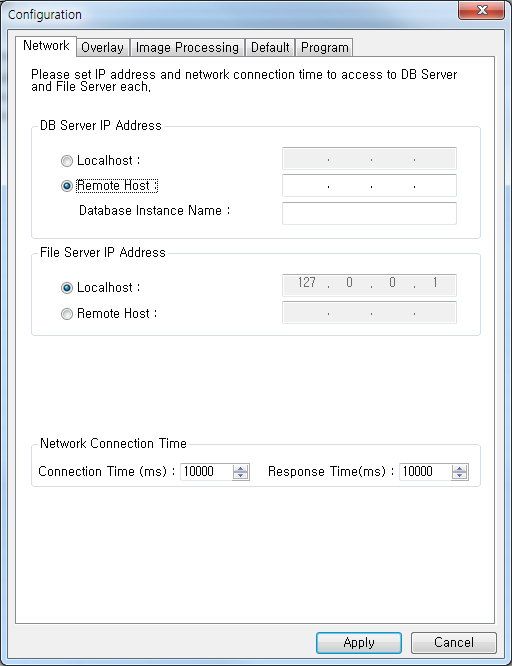 Configuration
Network Overlay Image Processing Default Program
Please set IP address and network connection time to access to DB Server
and File Server each.
DB Server IP Address
Localhost : . . .
Remote Host : . . .
Database Instance Name :
File Server IP Address
Localhost : 127 . 0 . 0 . 1
Remote Host : . . .
Network Connection Time
Connection Time (ms) : 10000 Response Time(ms) : 10000
Apply Cancel